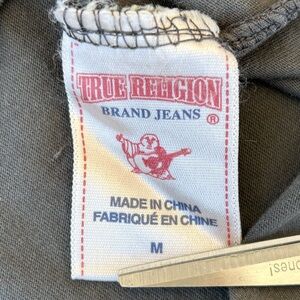 TRUE RELIGION
BRAND JEANS ®
MADE IN CHINA
FABRIQUÉ EN CHINE
M